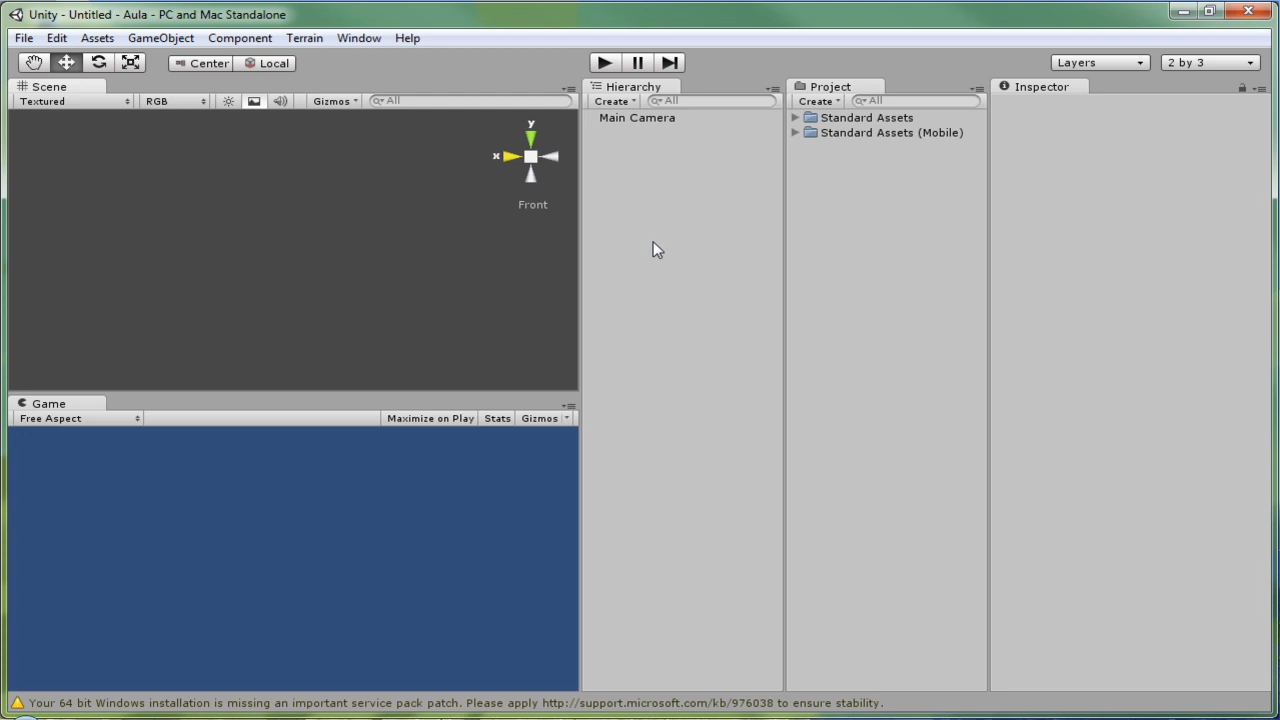 Unity - Untitled - Aula - PC and Mac Standalone
File Edit Assets GameObject Component Terrain Window Help
Center Local Layers 2 by 3
Scene Hierarchy Project Inspector
Textured RGB Gizmos All Create All Create All
Main Camera Standard Assets
Standard Assets (Mobile)
y
x
Front
Game
Free Aspect Maximize on Play Stats Gizmos
Your 64 bit Windows installation is missing an important service pack patch. Please apply http://support.microsoft.com/kb/976038 to ensure stability.